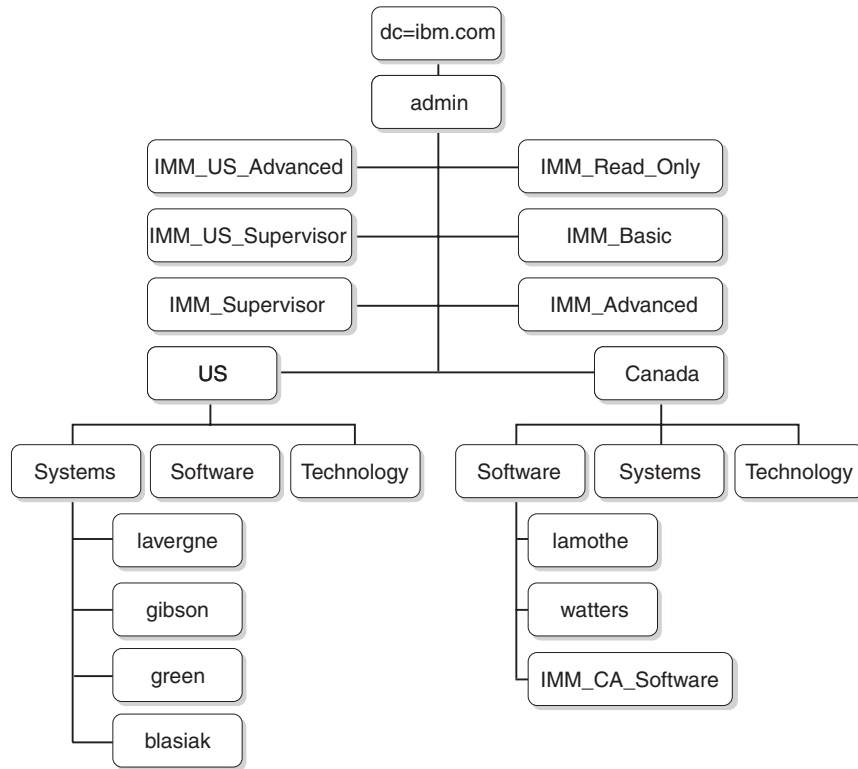 dc=ibm.com
admin
IMM_US_Advanced
IMM_Read_Only
IMM_US_Supervisor
IMM_Basic
IMM_Supervisor
IMM_Advanced
US
Canada
Systems
Software
Technology
Software
Systems
Technology
lavergne
lamothe
gibson
watters
green
IMM_CA_Software
blasiak